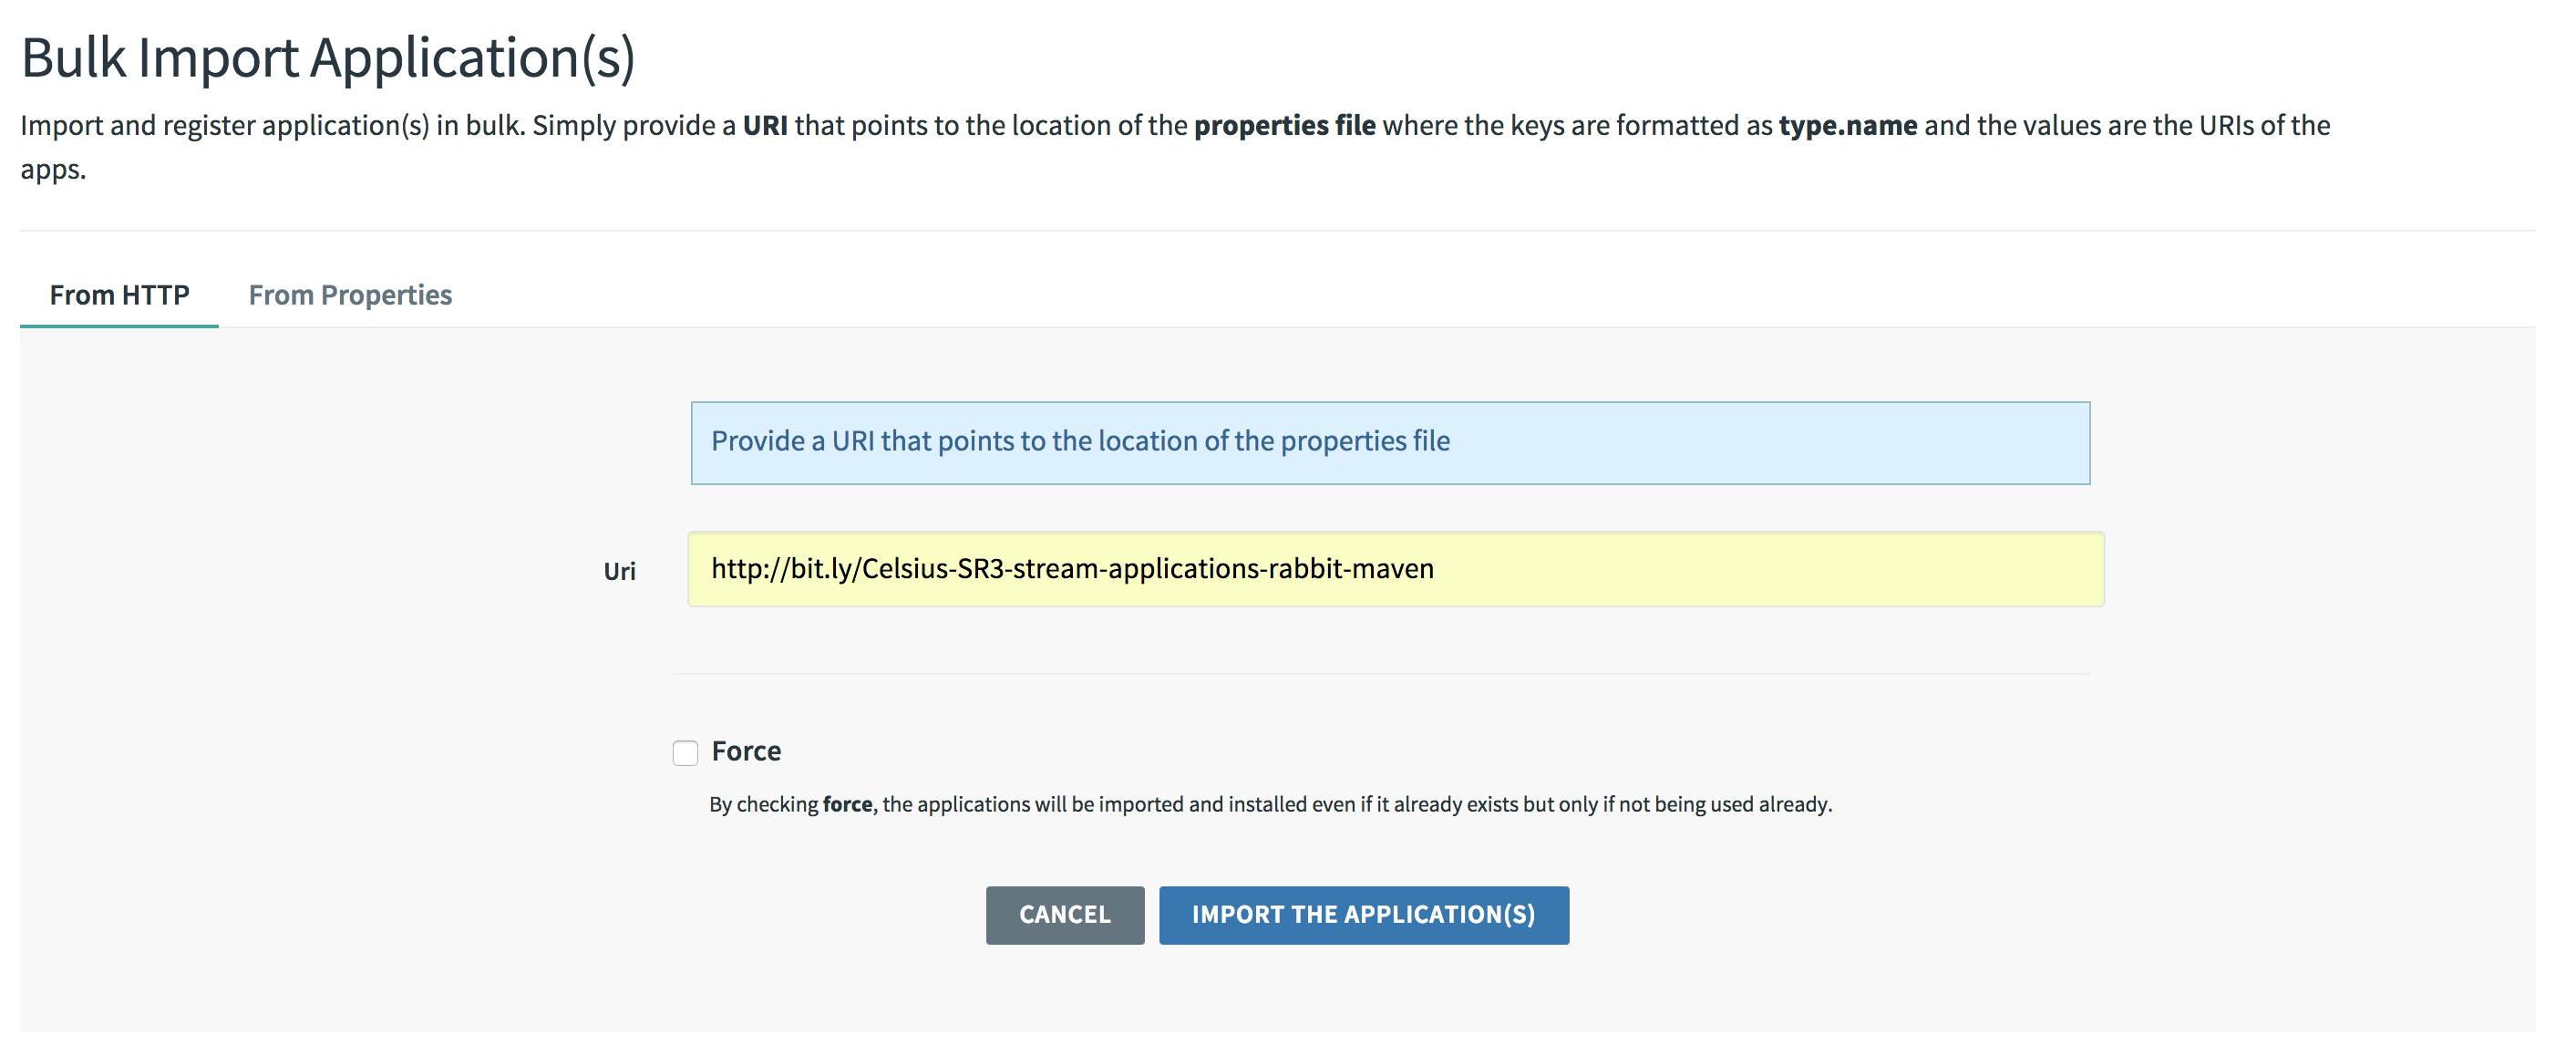 Bulk Import Application(s)
Import and register application(s) in bulk. Simply provide a URI that points to the location of the properties file where the keys are formatted as type.name and the values are the URIs of the
apps.
From HTTP From Properties
Provide a URI that points to the location of the properties file
Uri http://bit.ly/Celsius-SR3-stream-applications-rabbit-maven
Force
By checking force, the applications will be imported and installed even if it already exists but only if not being used already.
CANCEL IMPORT THE APPLICATION(S)